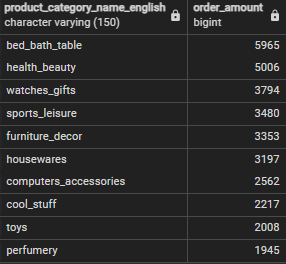 product_category_name_english order_amount
character varying (150) bigint
bed_bath_table 5965
health_beauty 5006
watches_gifts 3794
sports_leisure 3480
furniture_decor 3353
housewares 3197
computers_accessories 2562
cool_stuff 2217
toys 2008
perfumery 1945